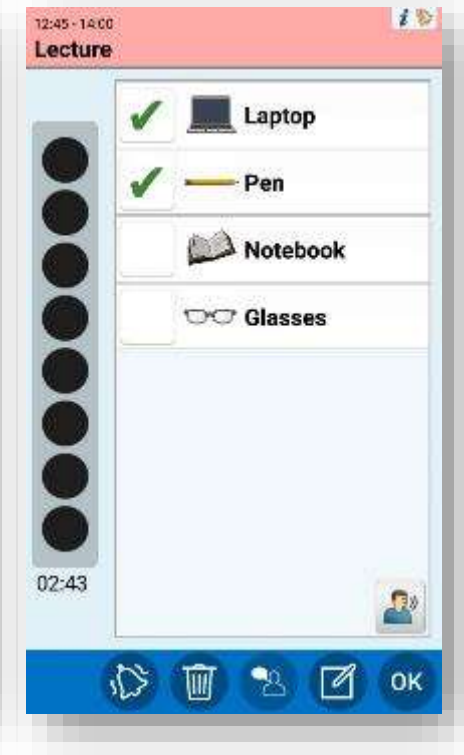 12:45 - 14:00
i
Lecture
Laptop
Pen
Notebook
Glasses
02:43
OK